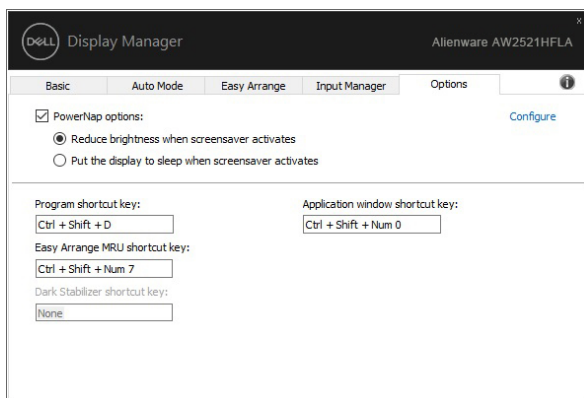 DELL Display Manager Alienware AW2521HFLA
Basic Auto Mode Easy Arrange Input Manager Options
PowerNap options: Configure
Reduce brightness when screensaver activates
Put the display to sleep when screensaver activates
Program shortcut key: Application window shortcut key:
Ctrl + Shift + D Ctrl + Shift + Num 0
Easy Arrange MRU shortcut key:
Ctrl + Shift + Num 7
Dark Stabilizer shortcut key:
None